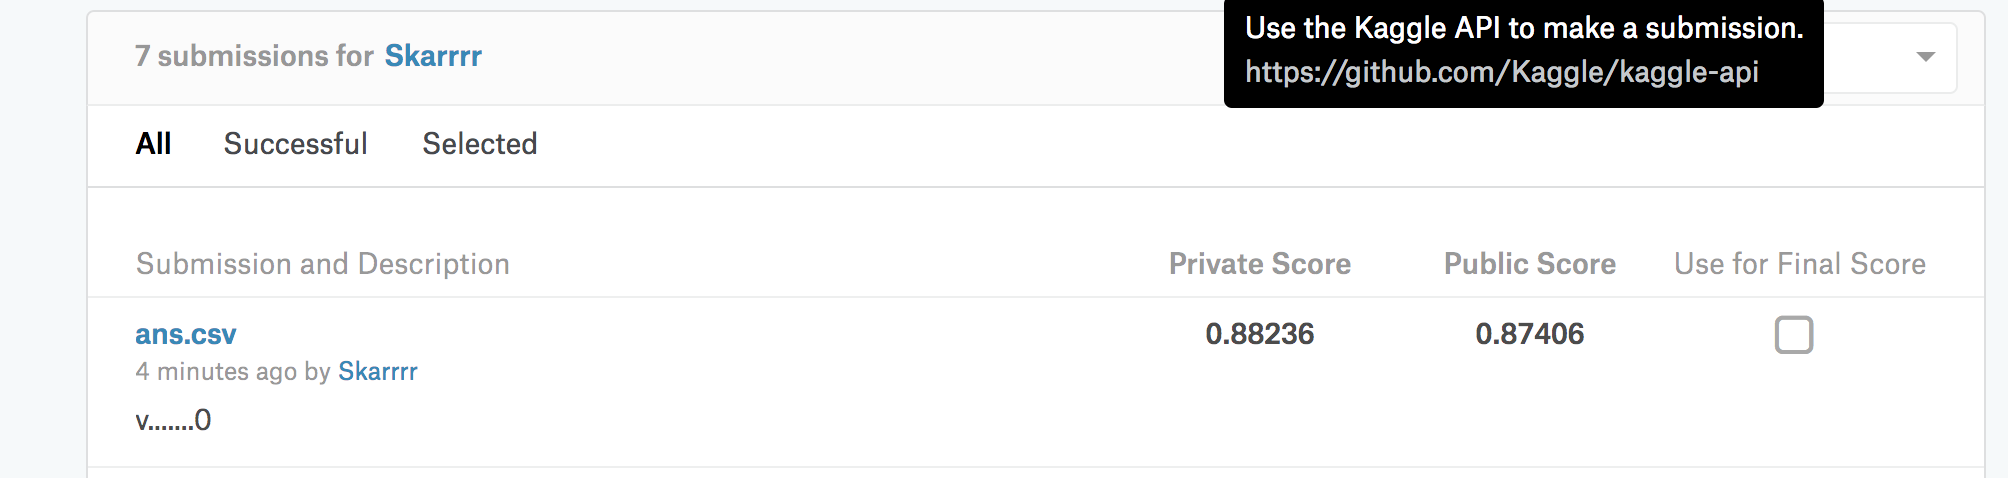 7 submissions for Skarrrr
Use the Kaggle API to make a submission.
https://github.com/Kaggle/kaggle-api
All Successful Selected
Submission and Description Private Score Public Score Use for Final Score
ans.csv 0.88236 0.87406
4 minutes ago by Skarrrr
v.......0